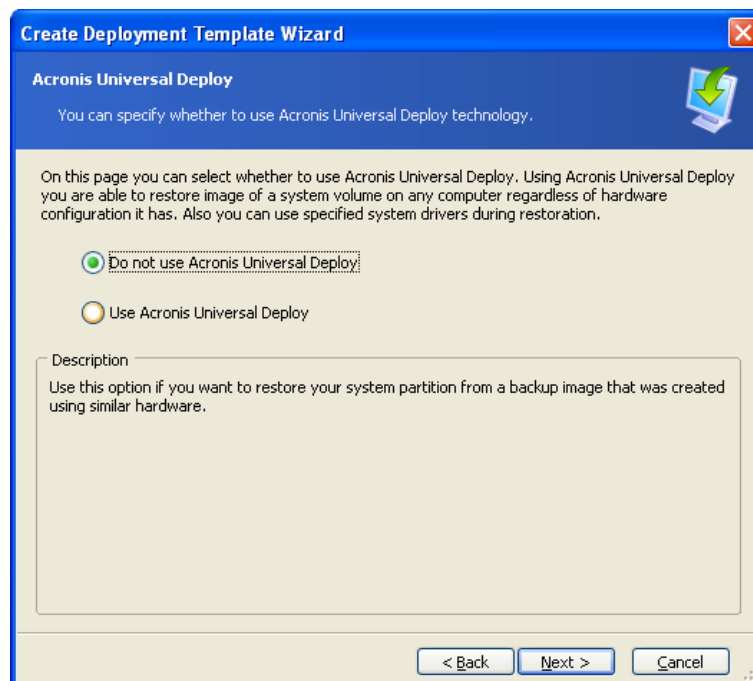 Create Deployment Template Wizard
Acronis Universal Deploy
You can specify whether to use Acronis Universal Deploy technology.
On this page you can select whether to use Acronis Universal Deploy. Using Acronis Universal Deploy
you are able to restore image of a system volume on any computer regardless of hardware
configuration it has. Also you can use specified system drivers during restoration.
Do not use Acronis Universal Deploy
Use Acronis Universal Deploy
Description
Use this option if you want to restore your system partition from a backup image that was created
using similar hardware.
< Back Next > Cancel